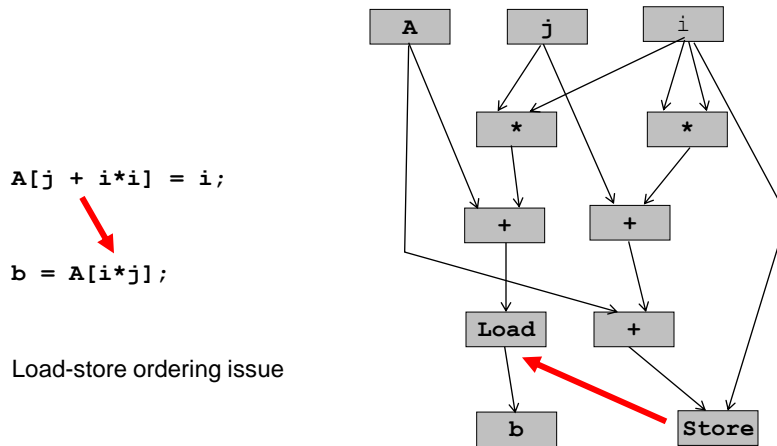 A j i
* *
A[j + i*i] = i;
+ +
b = A[i*j];
Load +
Load-store ordering issue
b Store